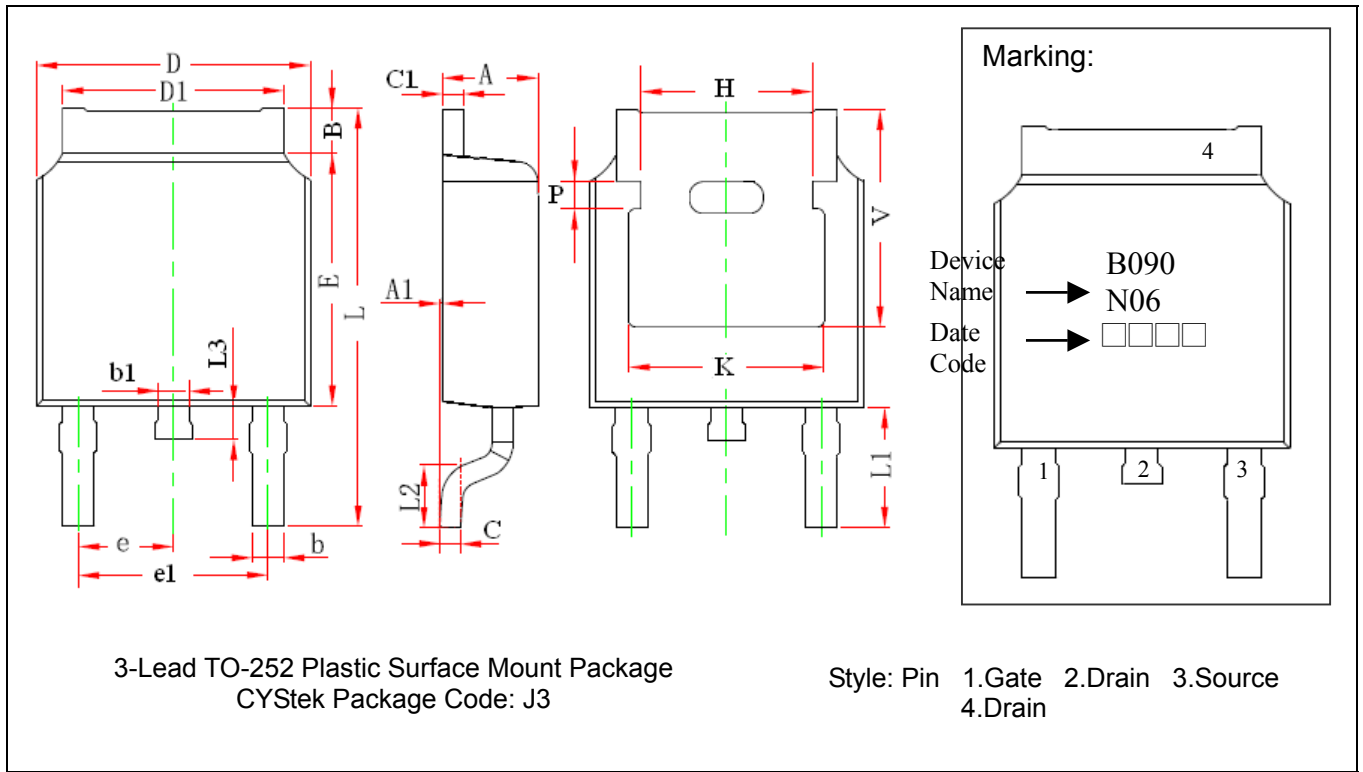 D
D1
B
E
L
L3
b1
e
e1
b
C1
A
A1
L2
C
H
P
V
K
L1
3-Lead TO-252 Plastic Surface Mount Package
CYStek Package Code: J3
Marking:
4
Device
Name
B090
N06
Date
Code
□□□□
1
2
3
Style: Pin 1.Gate 2.Drain 3.Source
4.Drain